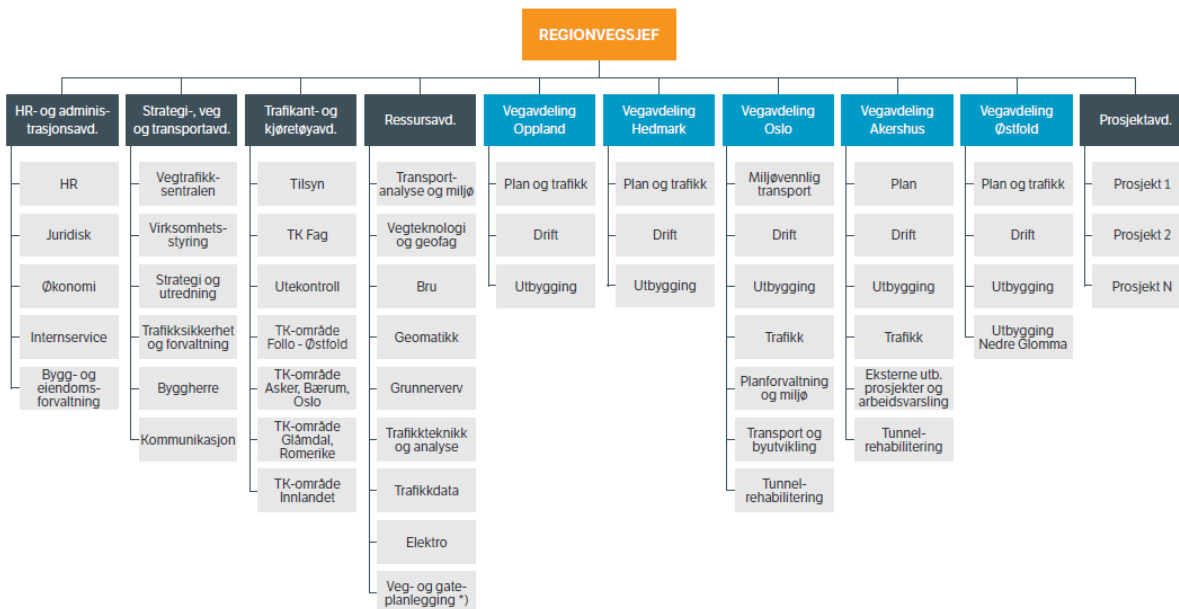 REGIONVEGSJEF
HR- og adminis-
trasjonsavd.
HR
Juridisk
Økonomi
Internservice
Bygg- og
eiendoms-
forvaltning
Strategi-, veg
og transportavd.
Vegtrafikk-
sentralen
Virksomhets-
styring
Strategi og
utredning
Trafikksikkerhet
og forvaltning
Byggherre
Kommunikasjon
Trafikant- og
kjøretøyavd.
Tilsyn
TK Fag
Utekontroll
TK-område
Follo - Østfold
TK-område
Asker, Bærum,
Oslo
TK-område
Glåmdal,
Romerike
TK-område
Innlandet
Ressursavd.
Transport-
analyse og miljø
Vegteknologi
og geofag
Bru
Geomatikk
Grunnerverv
Trafikkteknikk
og analyse
Trafikkdata
Elektro
Veg- og gate-
planlegging *)
Vegavdeling
Oppland
Plan og trafikk
Drift
Utbygging
Vegavdeling
Hedmark
Plan og trafikk
Drift
Utbygging
Vegavdeling
Oslo
Miljøvennlig
transport
Drift
Utbygging
Trafikk
Planforvaltning
og miljø
Transport og
byutvikling
Tunnel-
rehabilitering
Vegavdeling
Akershus
Plan
Drift
Utbygging
Trafikk
Eksterne utb.
prosjekter og
arbeidsvarsling
Tunnel-
rehabilitering
Vegavdeling
Østfold
Plan og trafikk
Drift
Utbygging
Utbygging
Nedre Glomma
Prosjektavd.
Prosjekt 1
Prosjekt 2
Prosjekt N